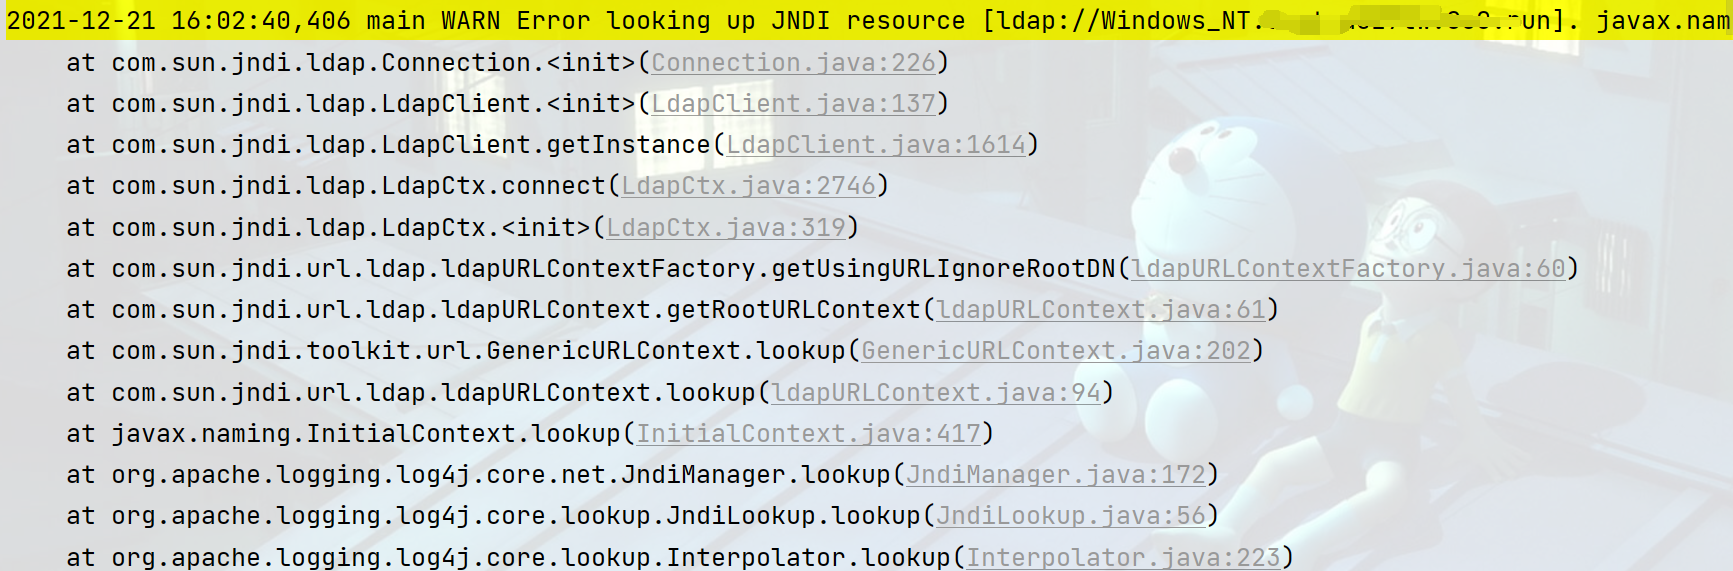 2021-12-21 16:02:40,406 main WARN Error looking up JNDI resource [ldap://Windows_NT. run]. javax.nam
at com.sun.jndi.ldap.Connection.<init>(Connection.java:226)
at com.sun.jndi.ldap.LdapClient.<init>(LdapClient.java:137)
at com.sun.jndi.ldap.LdapClient.getInstance(LdapClient.java:1614)
at com.sun.jndi.ldap.LdapCtx.connect(LdapCtx.java:2746)
at com.sun.jndi.ldap.LdapCtx.<init>(LdapCtx.java:319)
at com.sun.jndi.url.ldap.ldapURLContextFactory.getUsingURLIgnoreRootDN(ldapURLContextFactory.java:60)
at com.sun.jndi.url.ldap.ldapURLContext.getRootURLContext(ldapURLContext.java:61)
at com.sun.jndi.toolkit.url.GenericURLContext.lookup(GenericURLContext.java:202)
at com.sun.jndi.url.ldap.ldapURLContext.lookup(ldapURLContext.java:94)
at javax.naming.InitialContext.lookup(InitialContext.java:417)
at org.apache.logging.log4j.core.net.JndiManager.lookup(JndiManager.java:172)
at org.apache.logging.log4j.core.lookup.JndiLookup.lookup(JndiLookup.java:56)
at org.apache.logging.log4j.core.lookup.Interpolator.lookup(Interpolator.java:223)